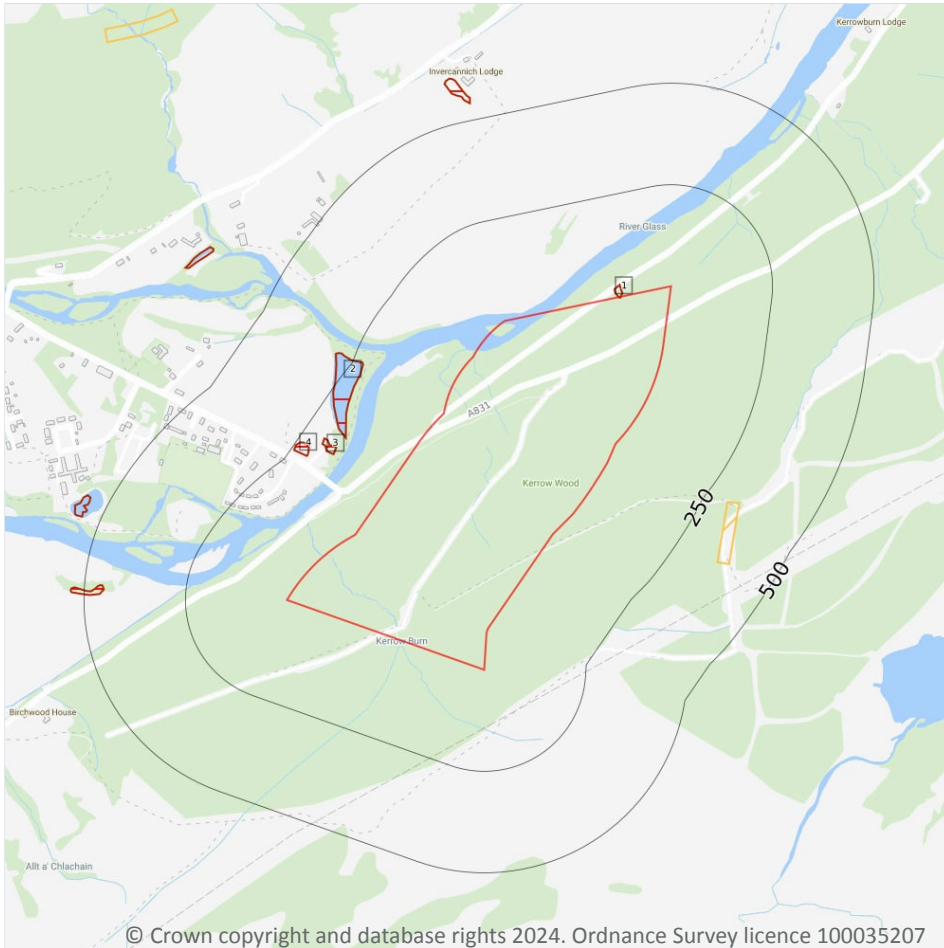 Kerrowburn Lodge
Invercannich Lodge
River Glass
1
2
A831
4
3
Kerrow Wood
250
500
Kerrow Burn
Birchwood House
Allt a' Chlachain
© Crown copyright and database rights 2024. Ordnance Survey licence 100035207